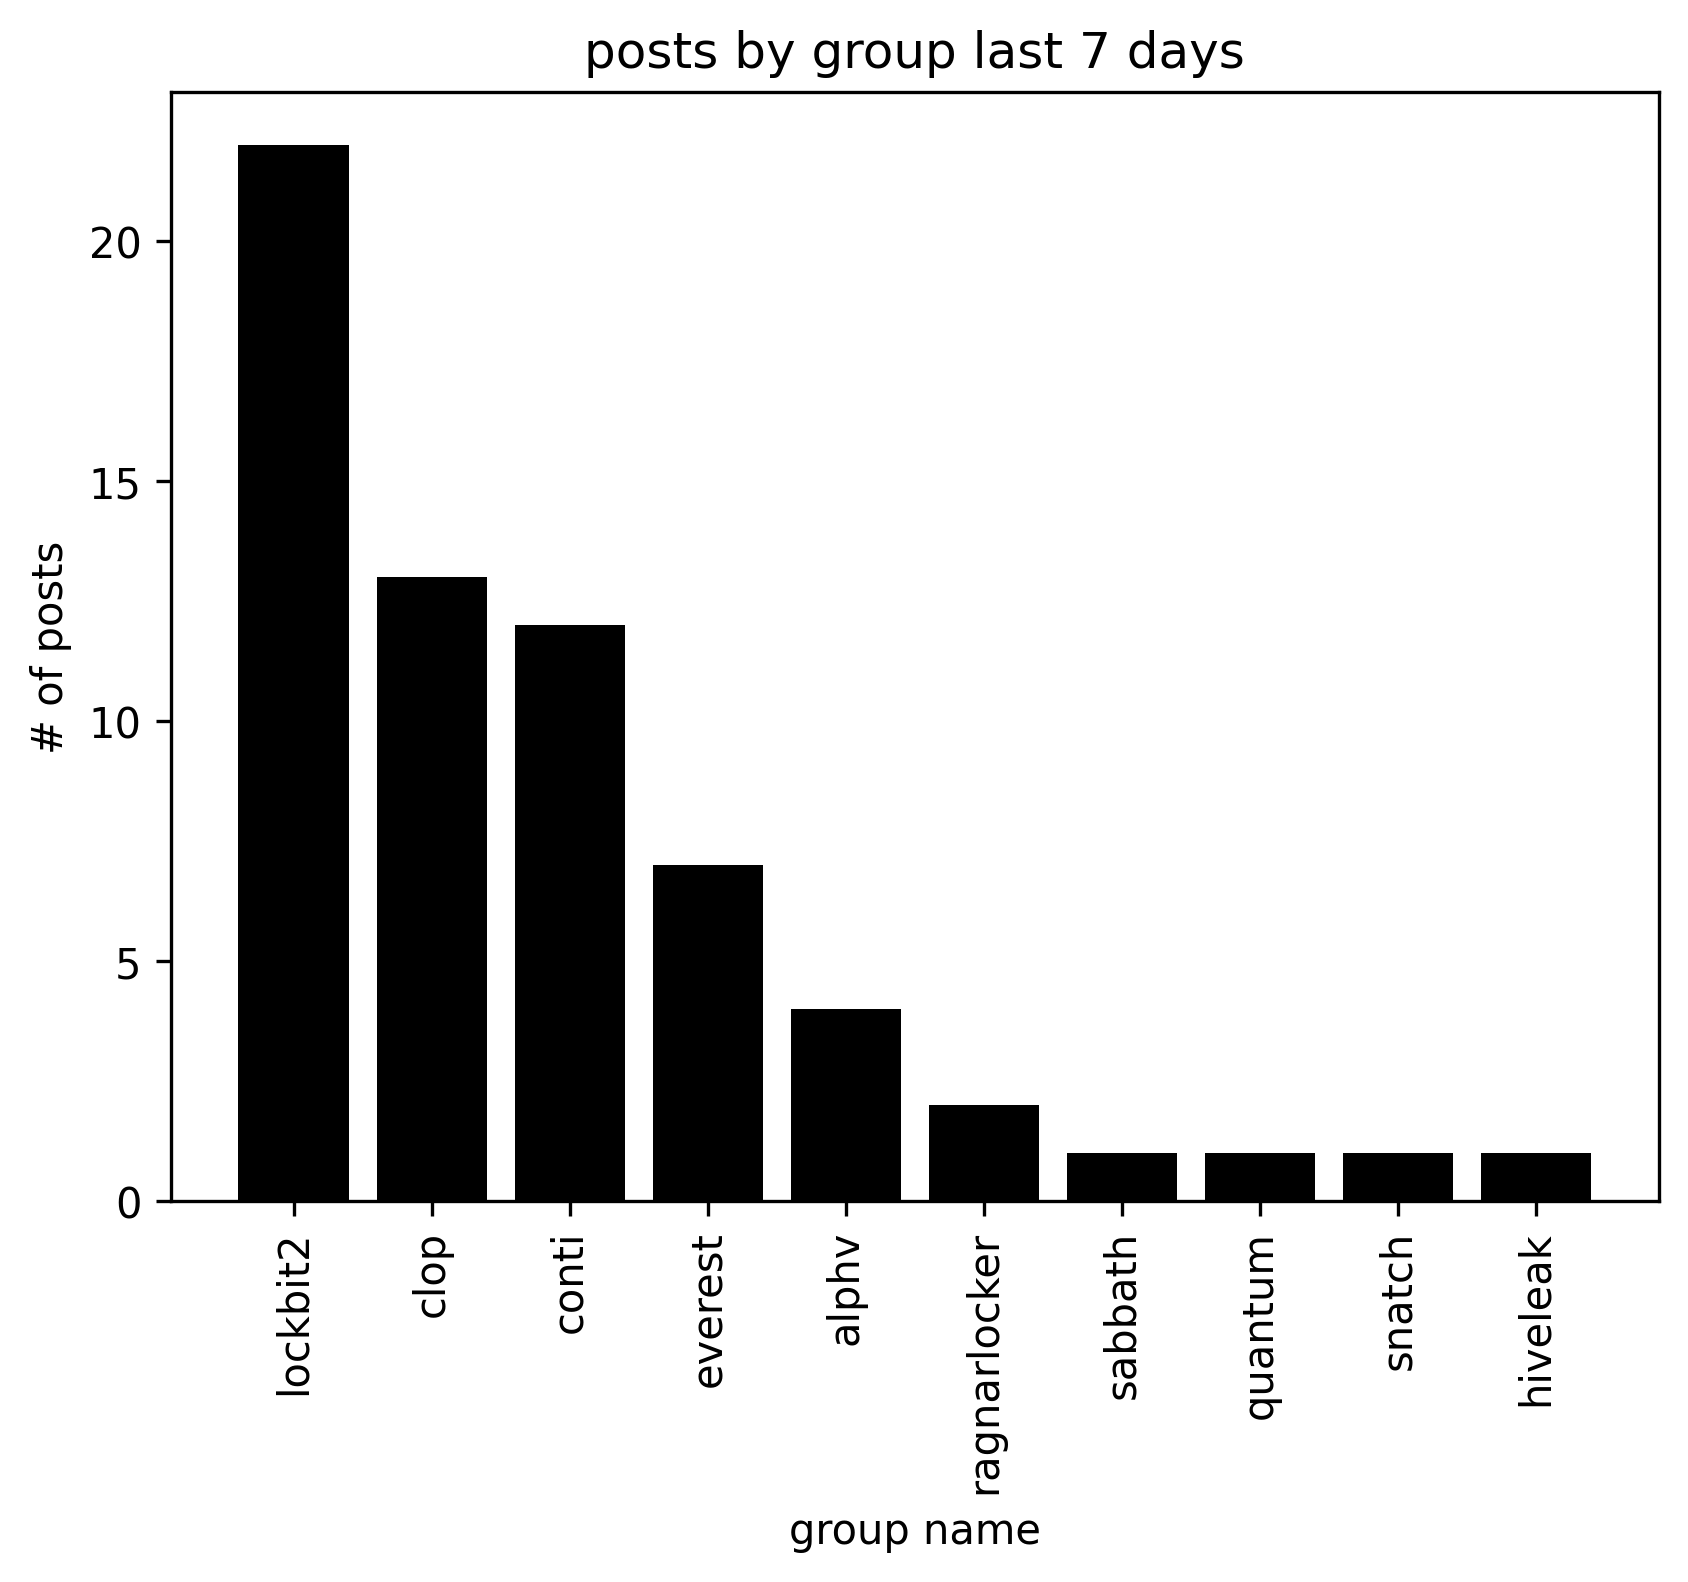 posts by group last 7 days
# of posts
20
15
10
5
0
lockbit2
clop
conti
everest
alphv
ragnarlocker
sabbath
quantum
snatch
hiveleak
group name